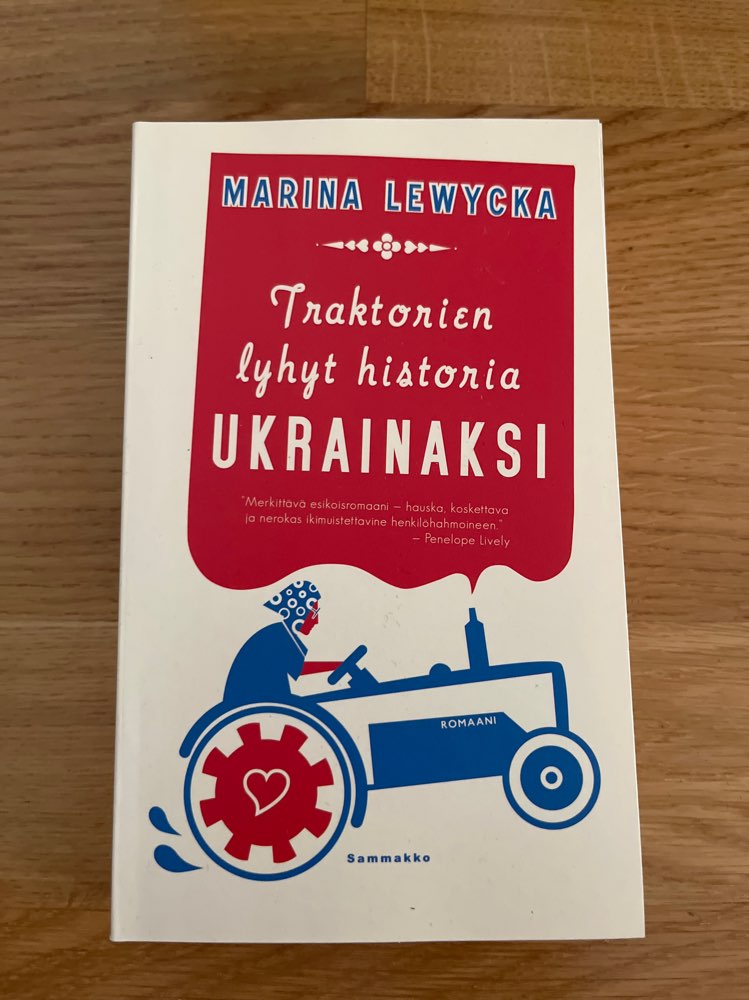 MARINA LEWYCKA
Traktorien
lyhyt historia
UKRAINAKSI
"Merkittävä esikoisromaani – hauska, koskettava
ja nerokas ikimuistettavine henkilöhahmoineen."
– Penelope Lively
ROMAANI
Sammakko